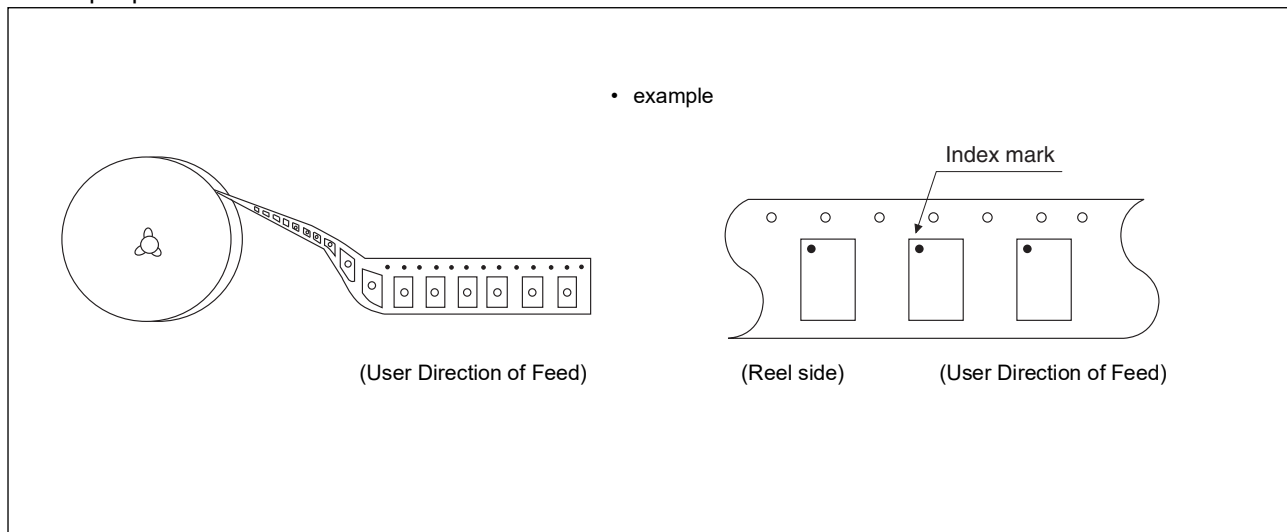 • example
Index mark
(User Direction of Feed)
(Reel side)
(User Direction of Feed)